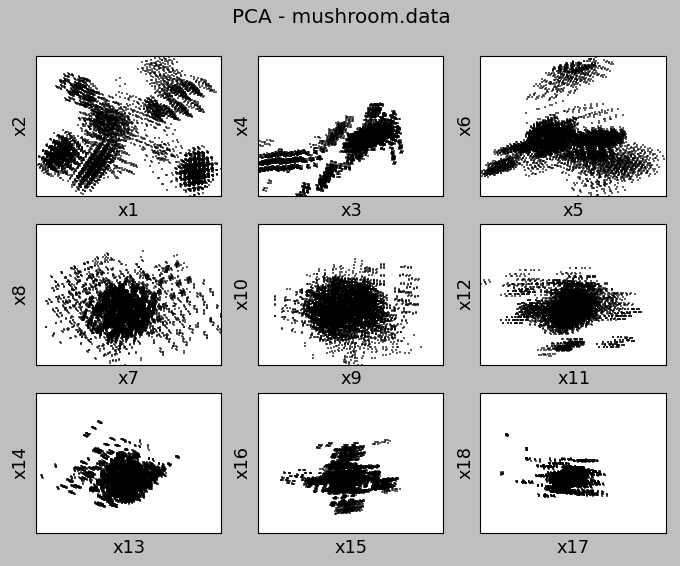 PCA - mushroom.data
x2
x1
x4
x3
x6
x5
x8
x7
x10
x9
x12
x11
x14
x13
x16
x15
x18
x17